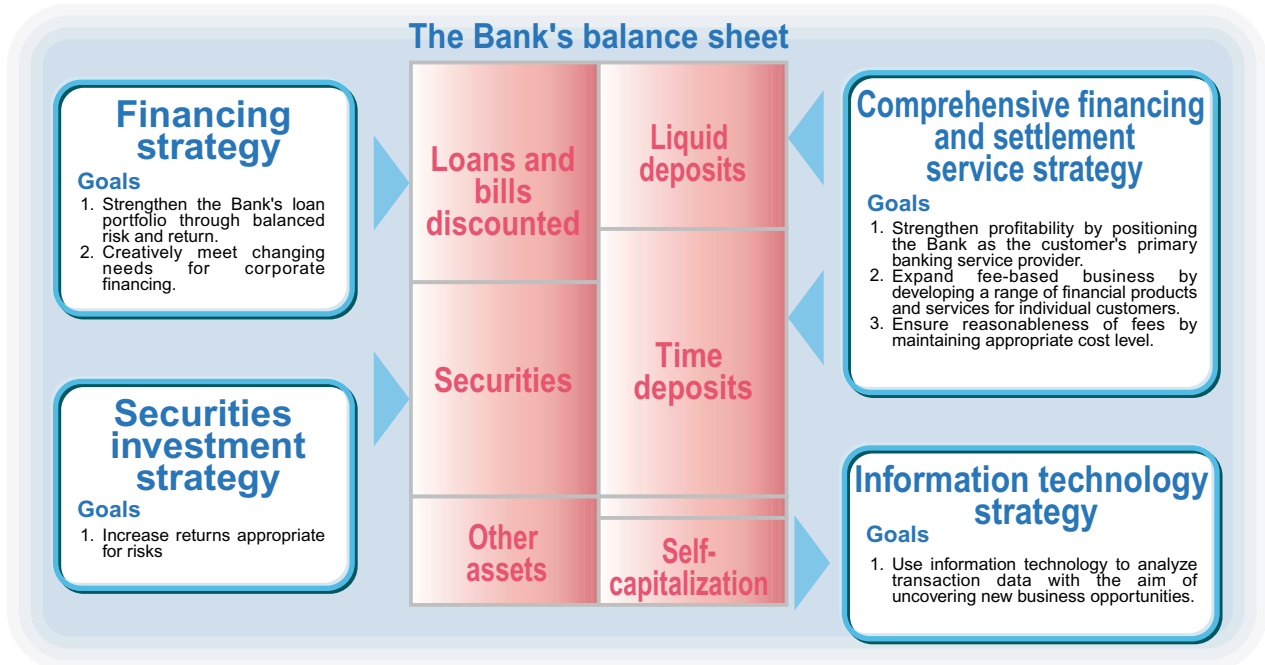 The Bank's balance sheet
Financing
strategy
Goals
1. Strengthen the Bank's loan
portfolio through balanced
risk and return.
2. Creatively meet changing
needs for corporate
financing.
Securities
investment
strategy
Goals
1. Increase returns appropriate
for risks
Loans and
bills
discounted
Securities
Other
assets
Liquid
deposits
Time
deposits
Self-
capitalization
Comprehensive financing
and settlement
service strategy
Goals
1. Strengthen profitability by positioning
the Bank as the customer's primary
banking service provider.
2. Expand fee-based business by
developing a range of financial products
and services for individual customers.
3. Ensure reasonableness of fees by
maintaining appropriate cost level.
Information technology
strategy
Goals
1. Use information technology to analyze
transaction data with the aim of
uncovering new business opportunities.